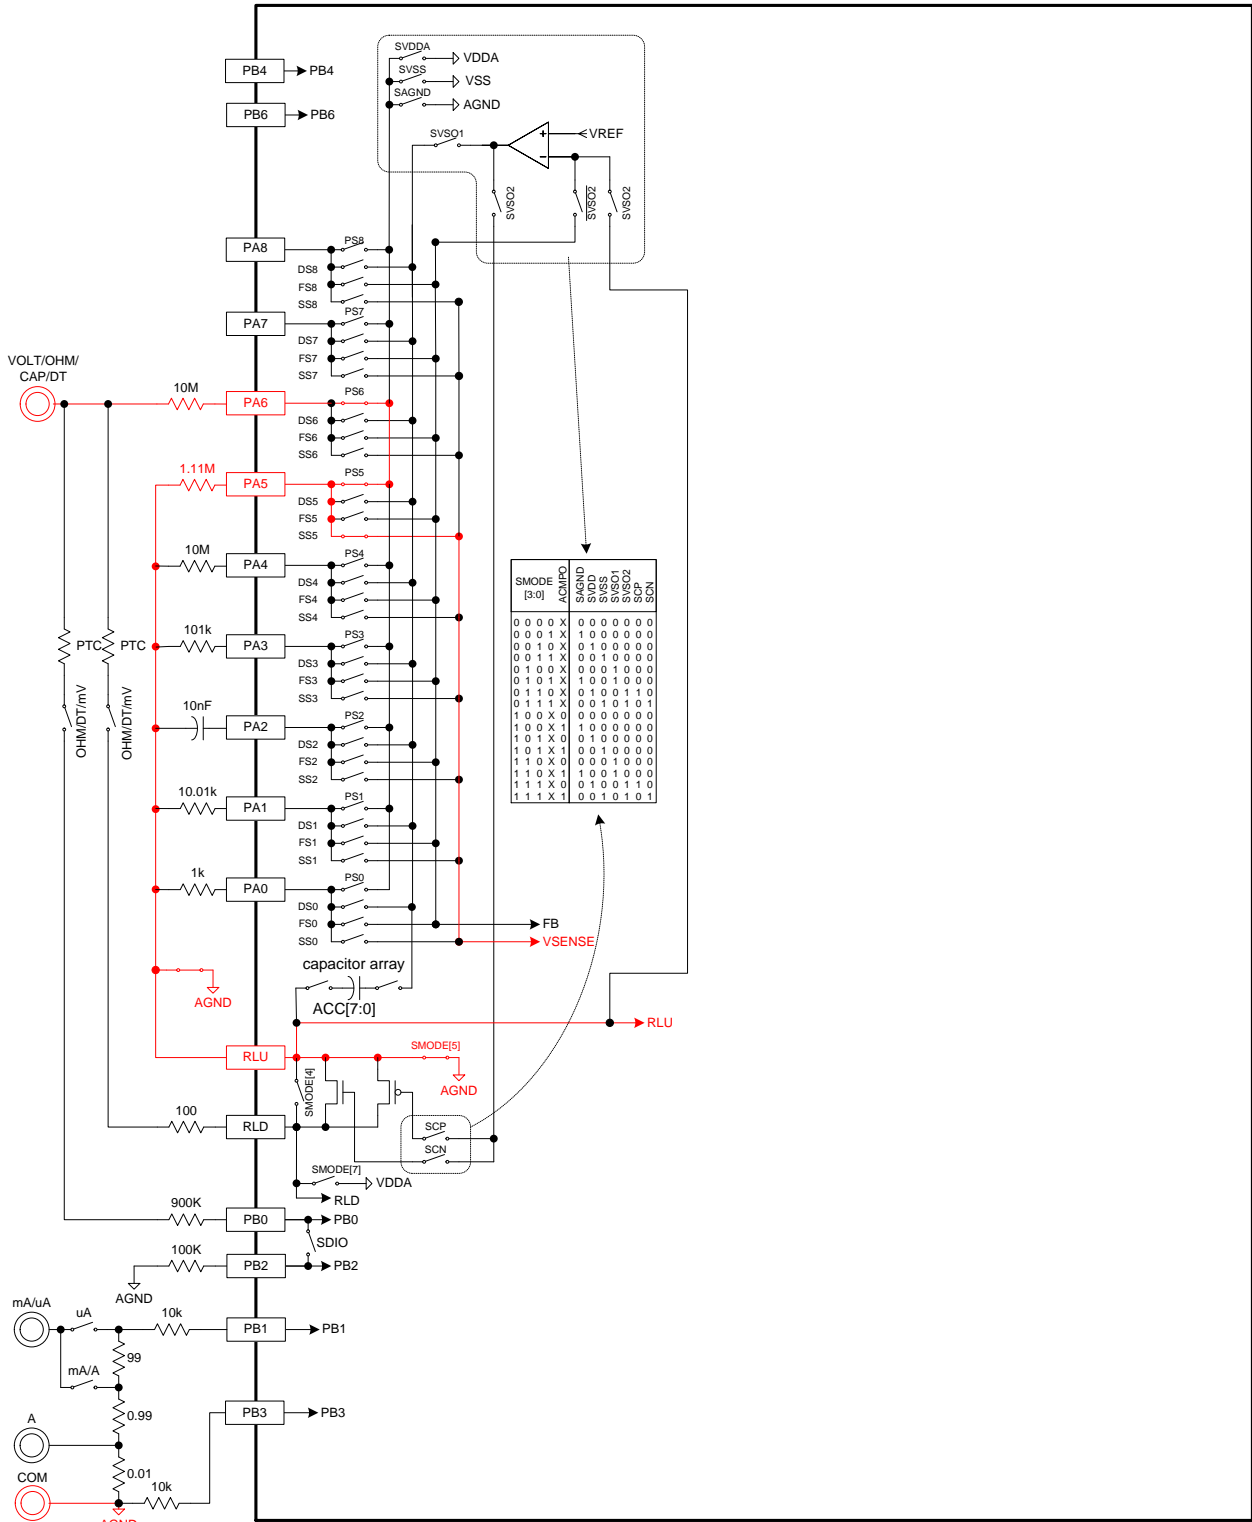 SVDDA
VDDA
PB4
PB4
SVSS
VSS
SAGND
AGND
PB6
PB6
SVSO1
VREF
+
−
SVSO2
SVSO2
SVSO2
PA8
PS8
DS8
FS8
SS8
PA7
PS7
DS7
FS7
SS7
VOLT/OHM/
CAP/DT
10M
PA6
PS6
DS6
FS6
SS6
1.11M
PA5
PS5
DS5
FS5
SS5
10M
PA4
PS4
DS4
FS4
SS4
SMODE
[3:0]
ACMPO
SAGND
SVDD
SVSS
SVSO1
SVSO2
SCP
SCN
0 0 0 0 X 0 0 0 0 0 0 0
0 0 0 1 X 1 0 0 0 0 0 0
0 0 1 0 X 0 1 0 0 0 0 0
0 0 1 1 X 0 0 1 0 0 0 0
0 1 0 0 X 0 0 0 1 0 0 0
0 1 0 1 X 1 0 0 1 0 0 0
0 1 1 0 X 0 1 0 0 1 1 0
0 1 1 1 X 0 0 1 0 1 0 1
1 0 0 X 0 0 0 0 0 0 0 0
1 0 0 X 1 1 0 0 0 0 0 0
1 0 1 X 0 0 1 0 0 0 0 0
1 0 1 X 1 0 0 1 0 0 0 0
1 1 0 X 0 0 0 0 1 0 0 0
1 1 0 X 1 1 0 0 1 0 0 0
1 1 1 X 0 0 1 0 0 1 1 0
1 1 1 X 1 0 0 1 0 1 0 1
PTC
PTC
101k
PA3
PS3
DS3
FS3
SS3
OHM/DT/mV
OHM/DT/mV
10nF
PA2
PS2
DS2
FS2
SS2
10.01k
PA1
PS1
DS1
FS1
SS1
1k
PA0
PS0
DS0
FS0
SS0
FB
VSENSE
capacitor array
ACC[7:0]
AGND
RLU
RLU
SMODE[5]
AGND
SMODE[4]
100
RLD
SCP
SCN
SMODE[7]
VDDA
RLD
900K
PB0
PB0
SDIO
100K
PB2
PB2
AGND
mA/uA
uA
10k
PB1
PB1
99
mA/A
0.99
PB3
PB3
A
0.01
COM
10k
AGND